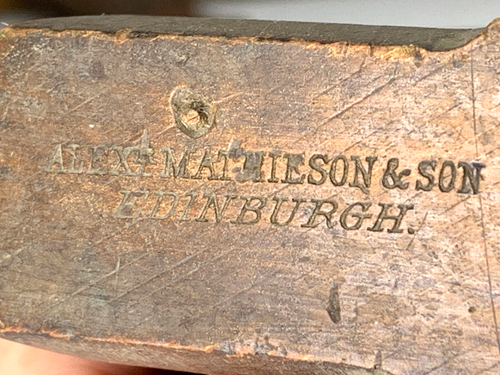 ALEXR MATHIESON & SON
EDINBURGH.